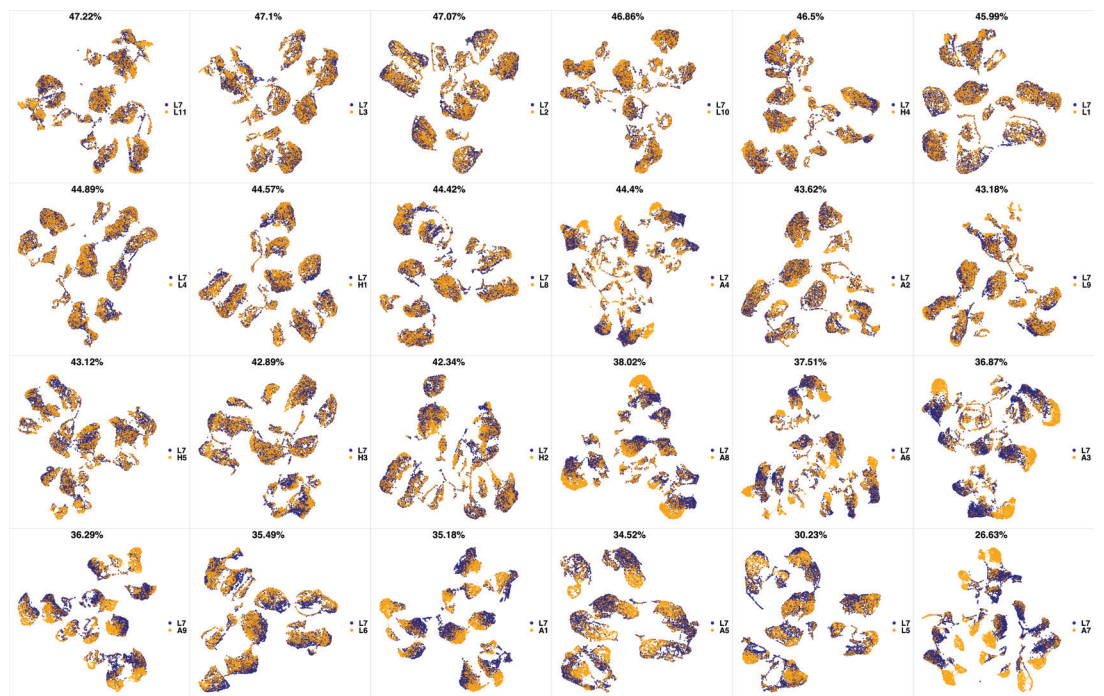 47.22% 47.1% 47.07% 46.86% 46.5% 45.99%
L7 L7 L7 L7 L7 L7
L11 L3 L2 L10 H4 L1
44.89% 44.57% 44.42% 44.4% 43.62% 43.18%
L7 L7 L7 L7 L7 L7
L4 H1 L8 A4 A2 L9
43.12% 42.89% 42.34% 38.02% 37.51% 36.87%
L7 L7 L7 L7 L7 L7
H5 H3 H2 A8 A6 A3
36.29% 35.49% 35.18% 34.52% 30.23% 26.63%
L7 L7 L7 L7 L7 L7
A9 L6 A1 A5 L5 A7